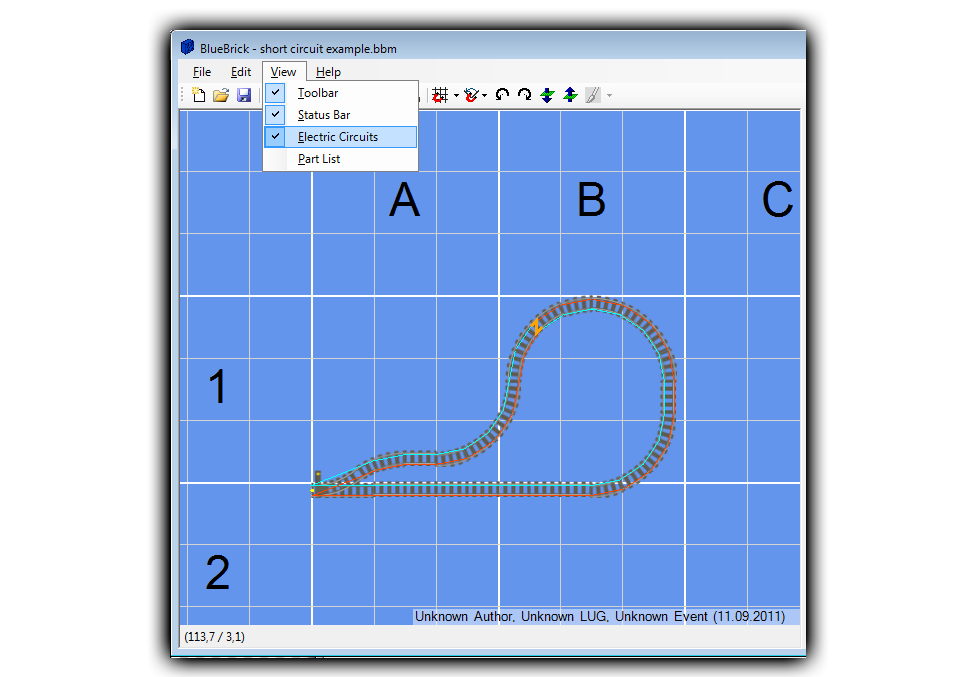 BlueBrick - short circuit example.bbm
File Edit View Help
Toolbar
Status Bar
Electric Circuits
Part List
A B C
1
2
Unknown Author, Unknown LUG, Unknown Event (11.09.2011)
(113,7 / 3,1)